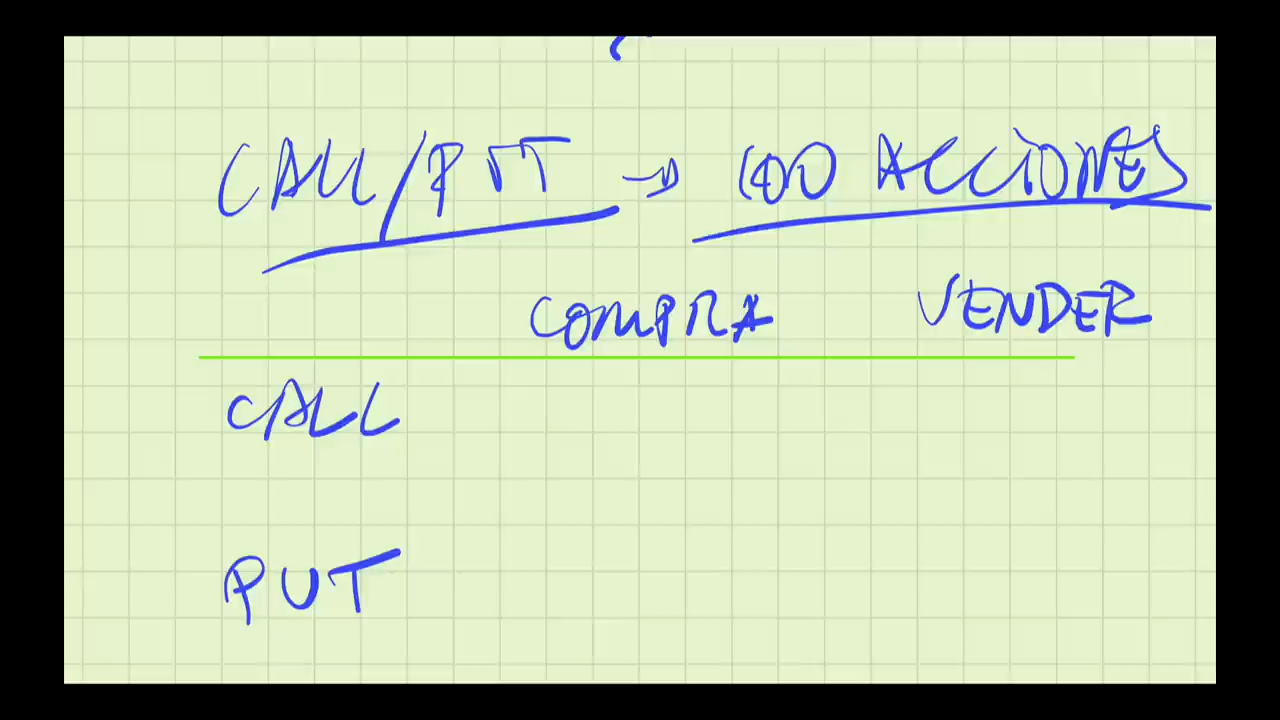 CALL/PUT → 100 ACCIONES
COMPRA VENDER
CALL
PUT